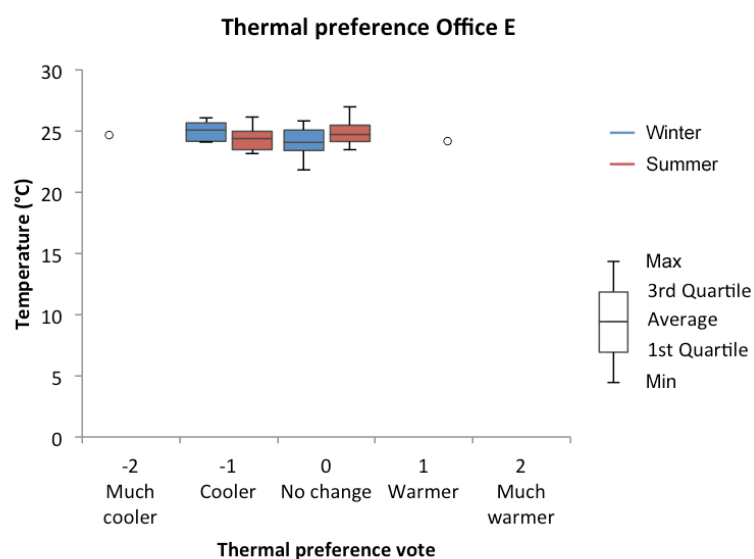 Thermal preference Office E
30
25
20
15
10
5
0
Temperature (°C)
-2
Much
cooler
-1
Cooler
0
No change
1
Warmer
2
Much
warmer
Thermal preference vote
Winter
Summer
Max
3rd Quartile
Average
1st Quartile
Min